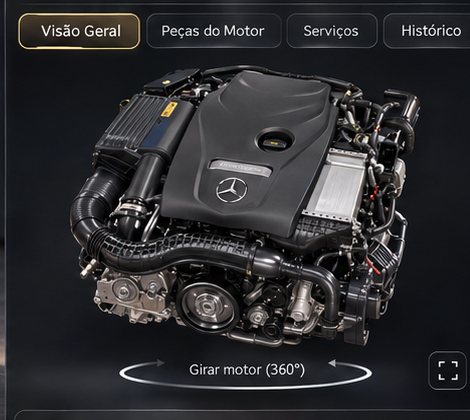 Visão Geral
Peças do Motor
Serviços
Histórico
Girar motor (360°)